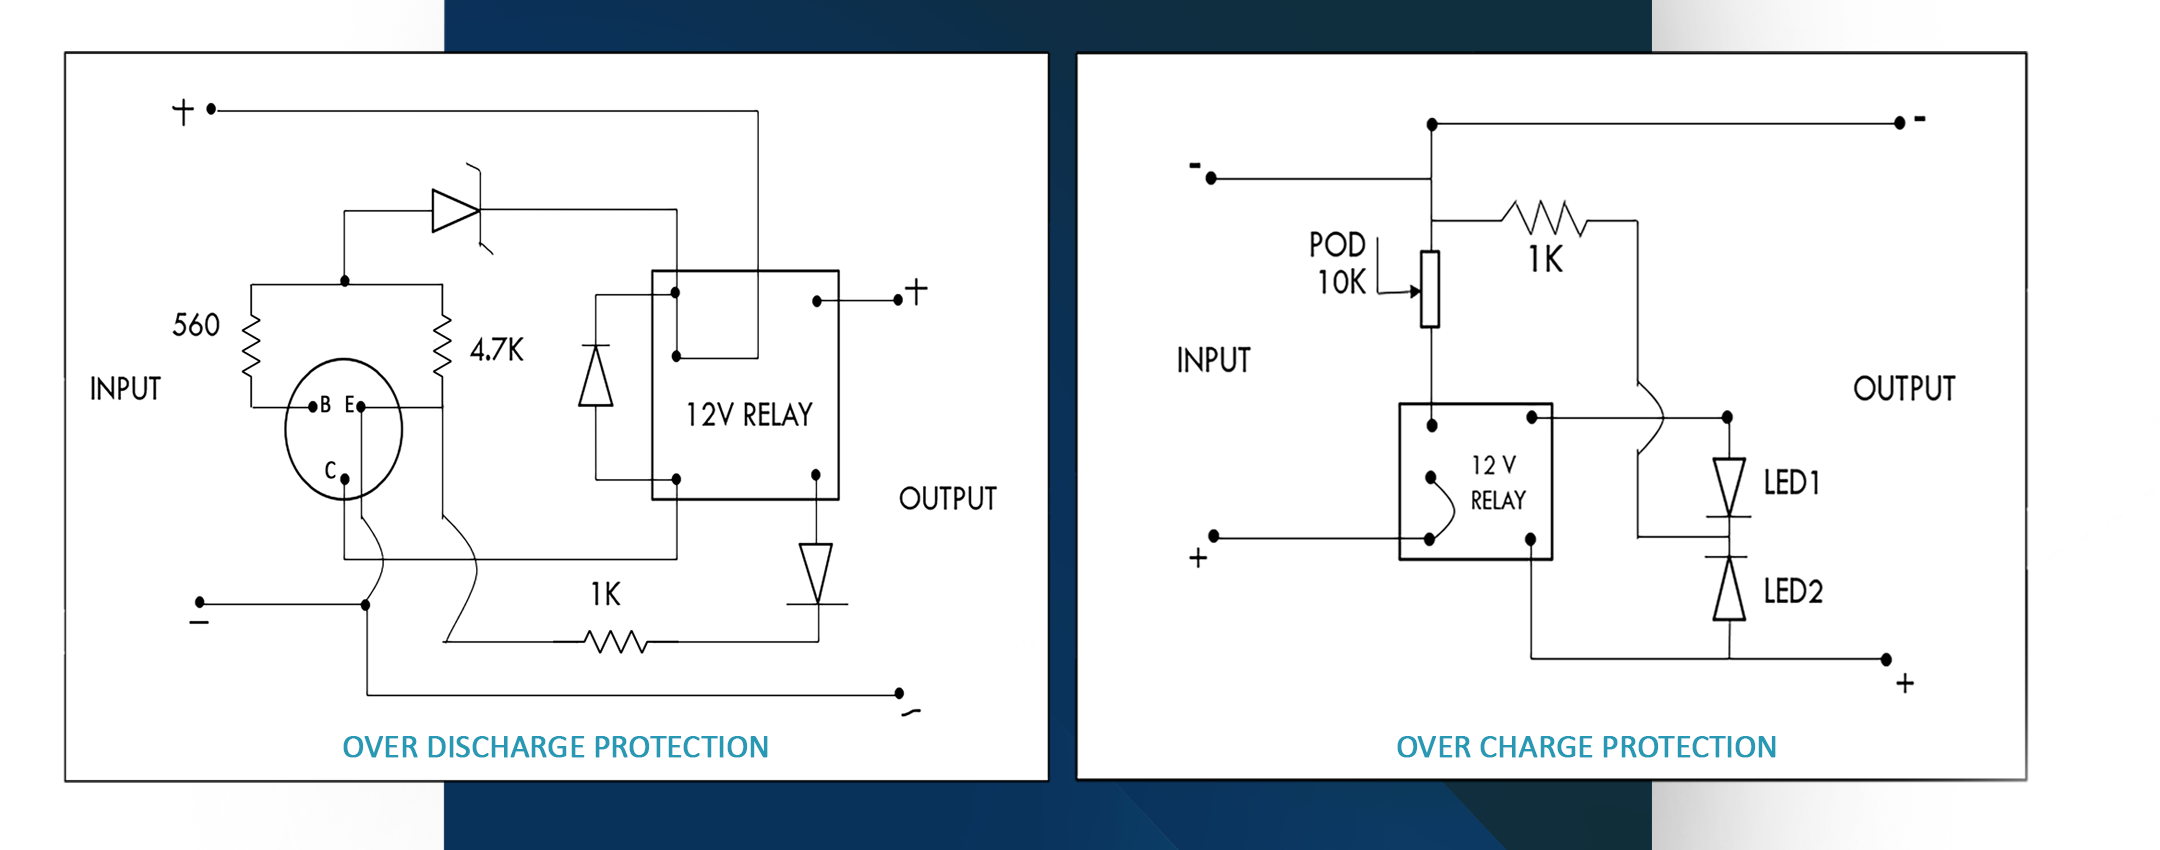 +
560
4.7K
INPUT
B E
C
12V RELAY
+
OUTPUT
1K
−
−
OVER DISCHARGE PROTECTION
-
-
POD
10K
1K
INPUT
OUTPUT
12 V
RELAY
LED1
LED2
+
+
OVER CHARGE PROTECTION